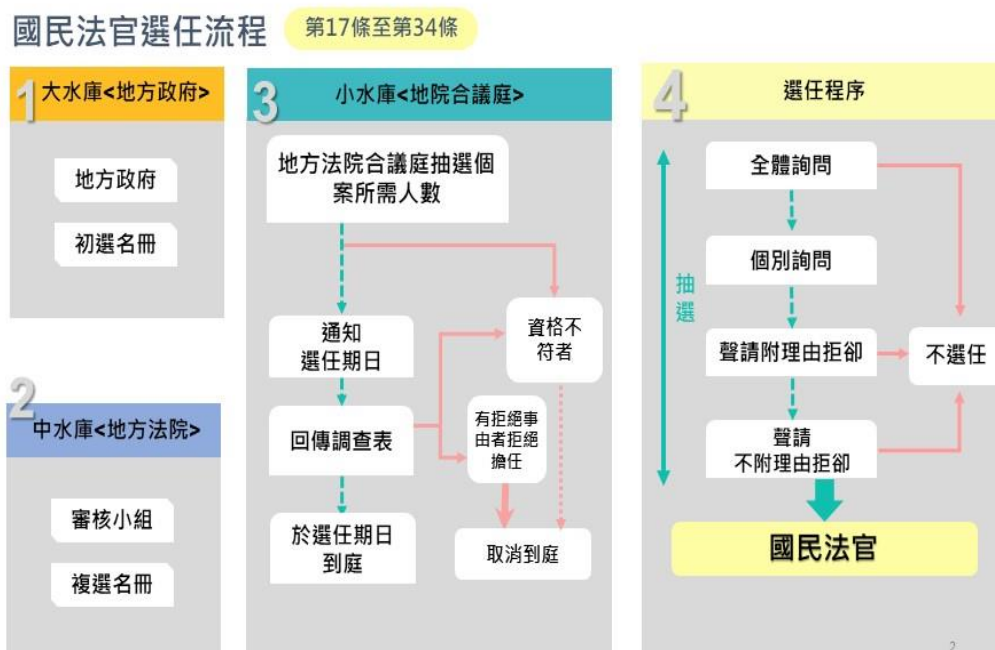 國民法官選任流程
第17條至第34條
1
大水庫<地方政府>
地方政府
初選名冊
2
中水庫<地方法院>
審核小組
複選名冊
3
小水庫<地院合議庭>
地方法院合議庭抽選個
案所需人數
通知
選任期日
資格不
符者
回傳調查表
有拒絕事
由者拒絕
擔任
於選任期日
到庭
取消到庭
4
選任程序
抽
選
全體詢問
個別詢問
聲請附理由拒卻
不選任
聲請
不附理由拒卻
國民法官
2